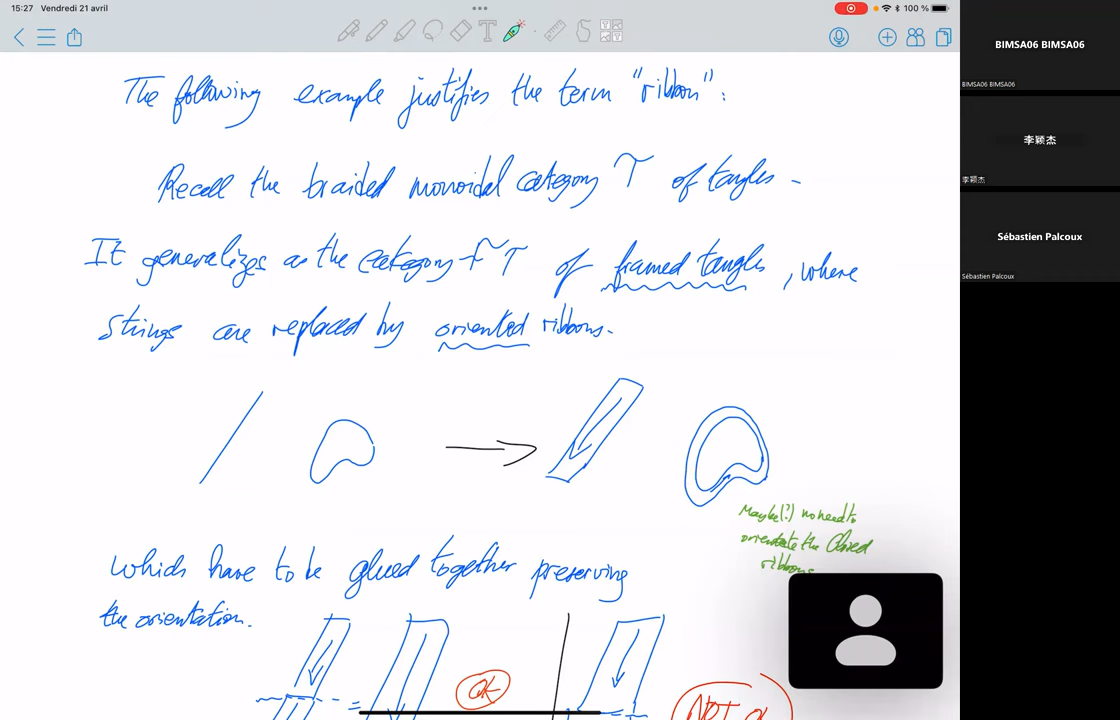 15:27 Vendredi 21 avril
100 %
The following example justifies the term "ribbon":
Recall the braided monoidal category T of tangles -
It generalizes as the category f T of framed tangles, where
strings are replaced by oriented ribbons.
Maybe(?) no need to
orientate the closed
ribbons
which have to be glued together preserving
the orientation.
=
OK
=
NOT
BIMSA06 BIMSA06
BIMSA06 BIMSA06
李颖杰
李颖杰
Sébastien Palcoux
Sébastien Palcoux